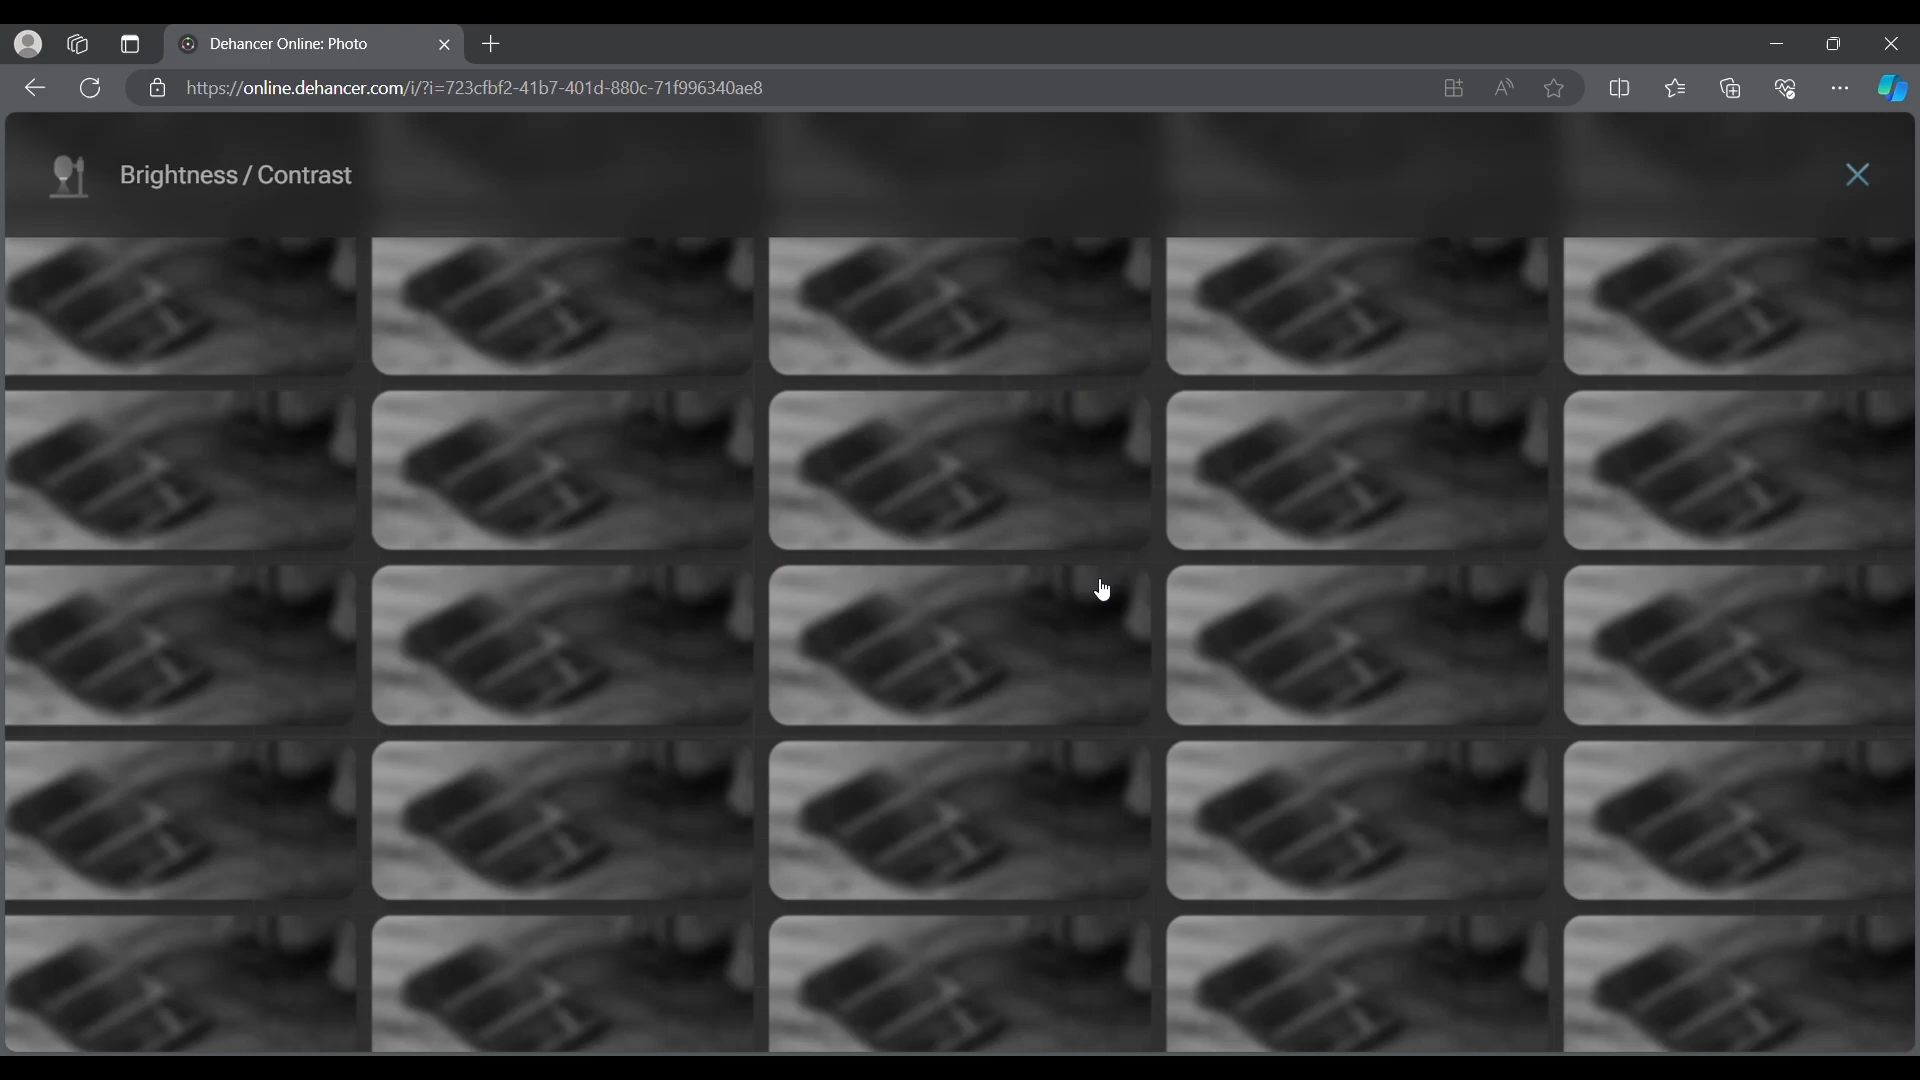 Dehancer Online: Photo
https://online.dehancer.com/i/?i=723cfbf2-41b7-401d-880c-71f996340ae8
Brightness / Contrast